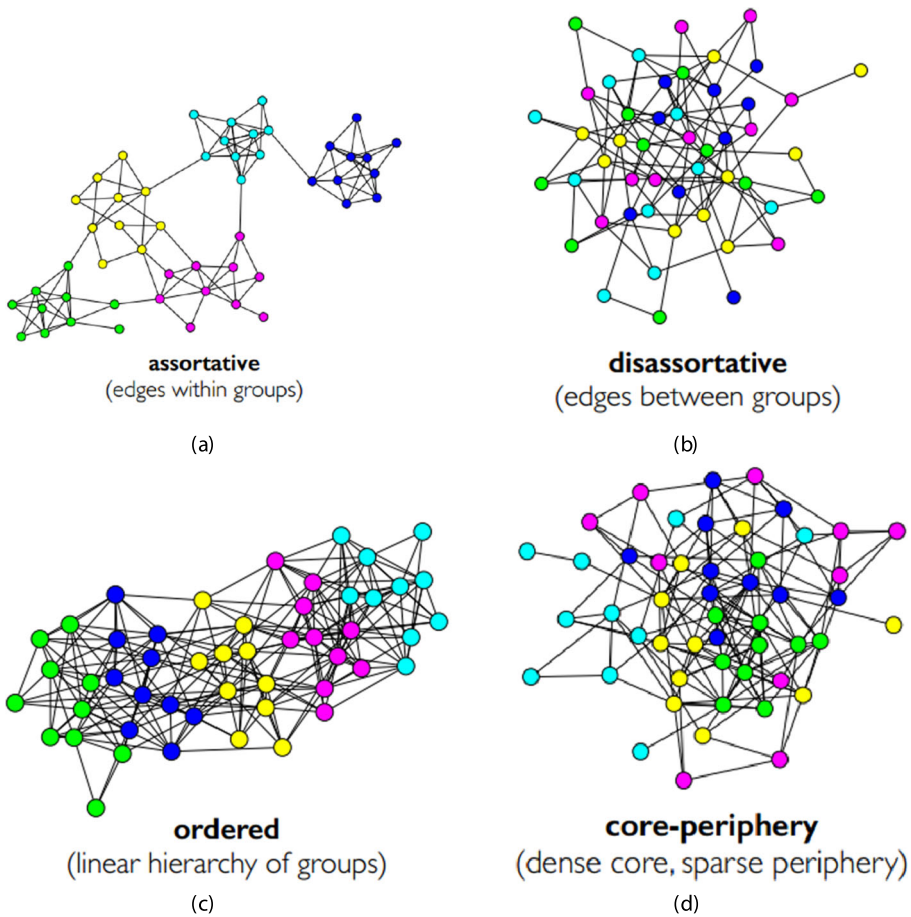 assortative
(edges within groups)
disassortative
(edges between groups)
(a)
(b)
ordered
(linear hierarchy of groups)
core-periphery
(dense core, sparse periphery)
(c)
(d)